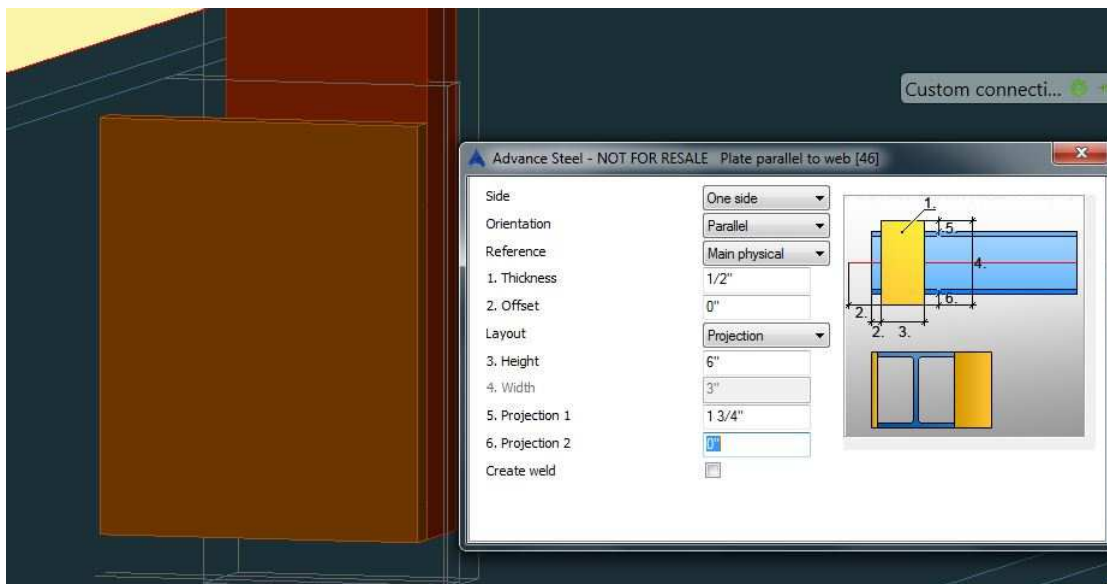 Custom connecti...
Advance Steel - NOT FOR RESALE Plate parallel to web [46]
x
Side One side
Orientation Parallel
Reference Main physical
1. Thickness 1/2"
2. Offset 0"
Layout Projection
3. Height 6"
4. Width 3"
5. Projection 1 1 3/4"
6. Projection 2 0"
Create weld
1.
5.
4.
6.
2.
2. 3.